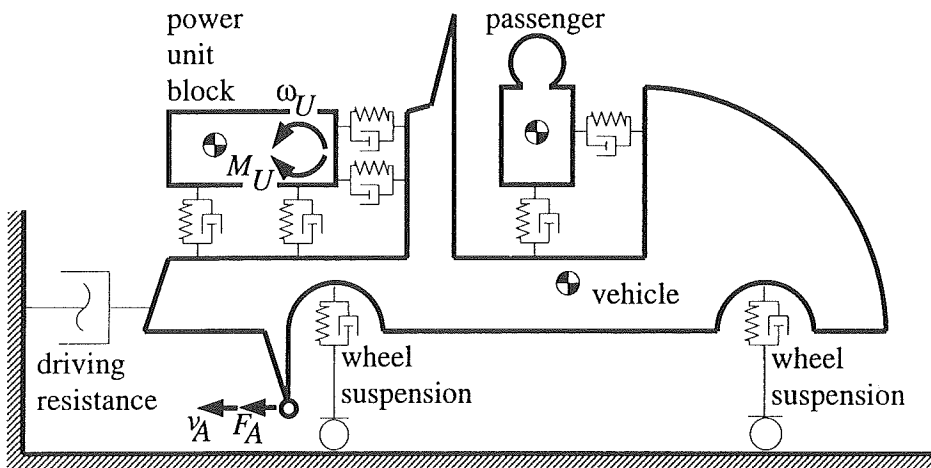 power
unit
block
passenger
ω_U
M_U
vehicle
driving
resistance
wheel
suspension
wheel
suspension
v_A
F_A